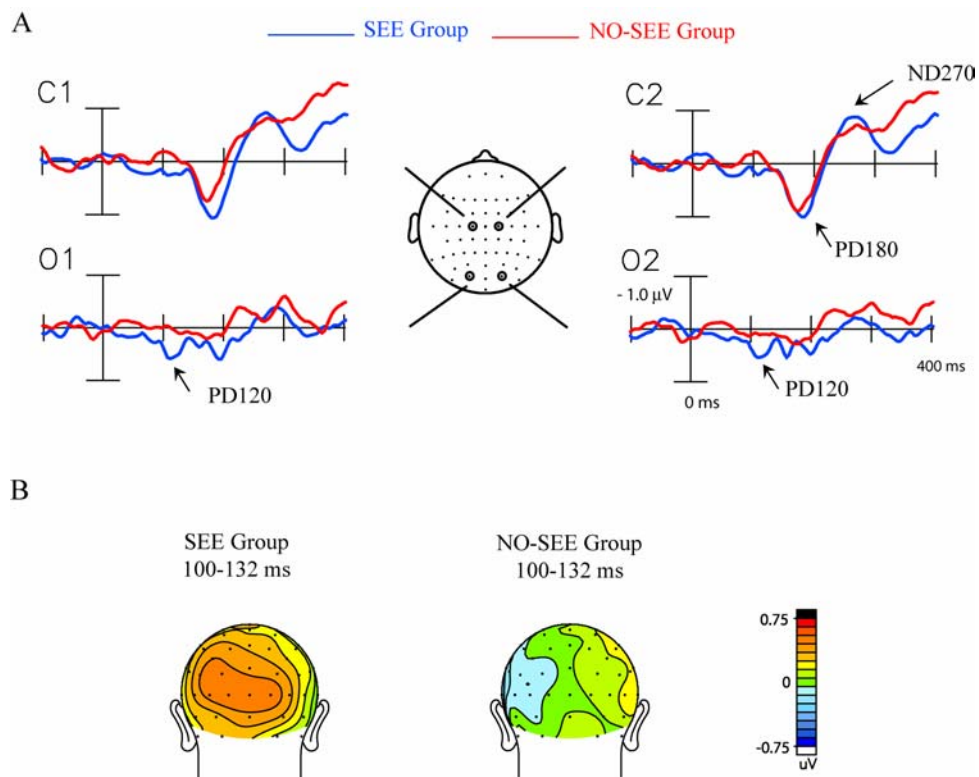 A
SEE Group
NO-SEE Group
C1
C2
ND270
PD180
O1
O2
- 1.0 µV
PD120
PD120
0 ms
400 ms
B
SEE Group
100-132 ms
NO-SEE Group
100-132 ms
0.75
0
-0.75
uV